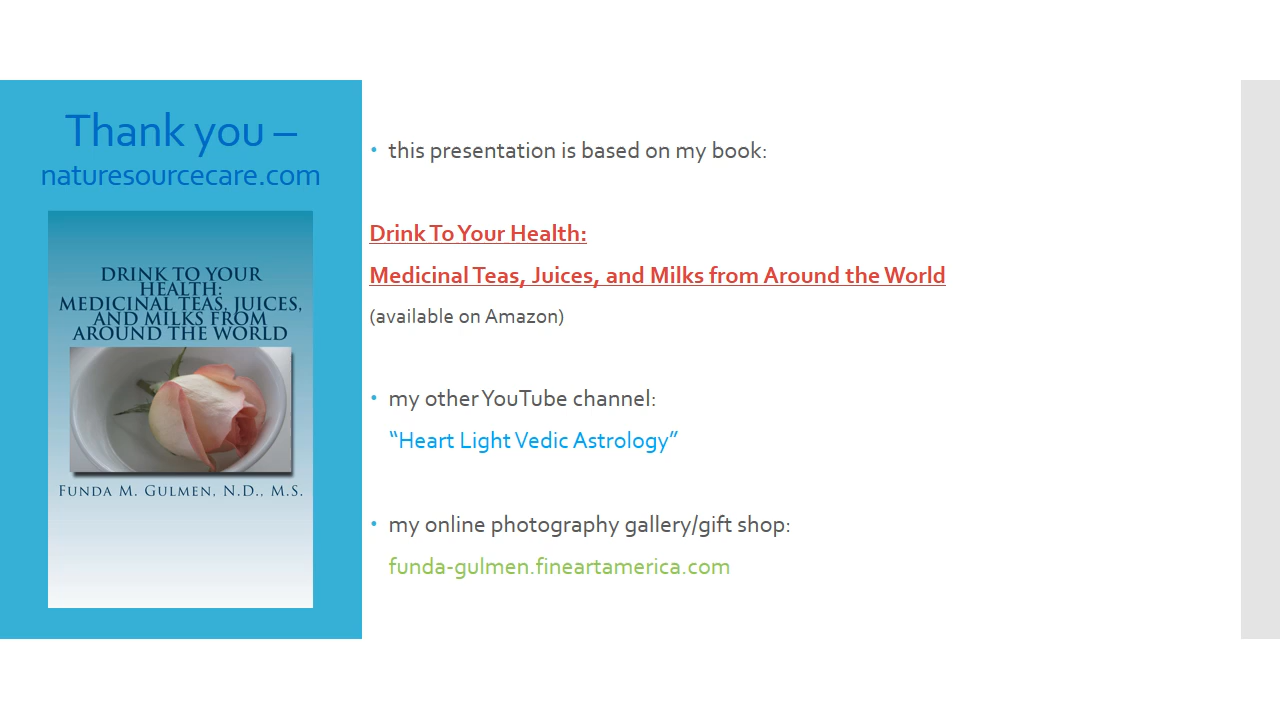 Thank you –
naturesourcecare.com
DRINK TO YOUR
HEALTH:
MEDICINAL TEAS, JUICES,
AND MILKS FROM
AROUND THE WORLD
FUNDA M. GULMEN, N.D., M.S.
• this presentation is based on my book:
Drink To Your Health:
Medicinal Teas, Juices, and Milks from Around the World
(available on Amazon)
• my other YouTube channel:
“Heart Light Vedic Astrology”
• my online photography gallery/gift shop:
funda-gulmen.fineartamerica.com